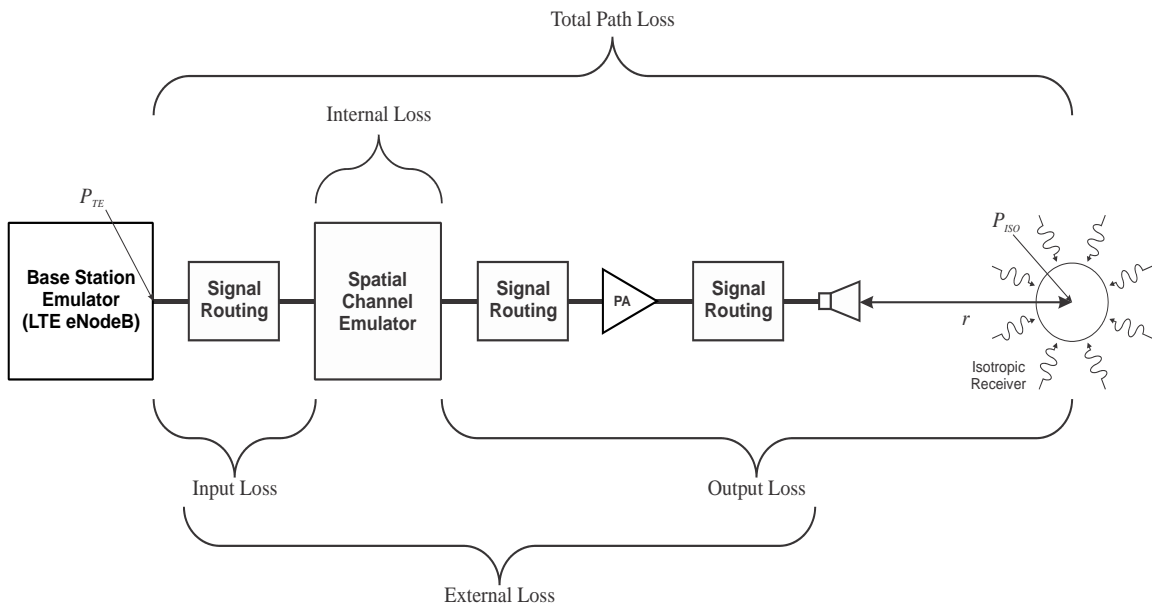 Total Path Loss
Internal Loss
P_TE
P_ISO
Base Station
Emulator
(LTE eNodeB)
Signal
Routing
Spatial
Channel
Emulator
Signal
Routing
PA
Signal
Routing
r
Isotropic
Receiver
Input Loss
Output Loss
External Loss